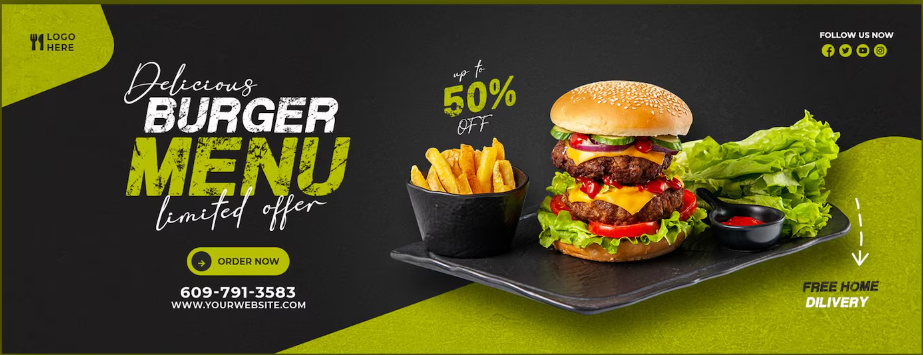 LOGO
HERE
FOLLOW US NOW
Delicious
BURGER
MENU
limited offer
up to
50%
OFF
ORDER NOW
609-791-3583
WWW.YOURWEBSITE.COM
FREE HOME
DILIVERY